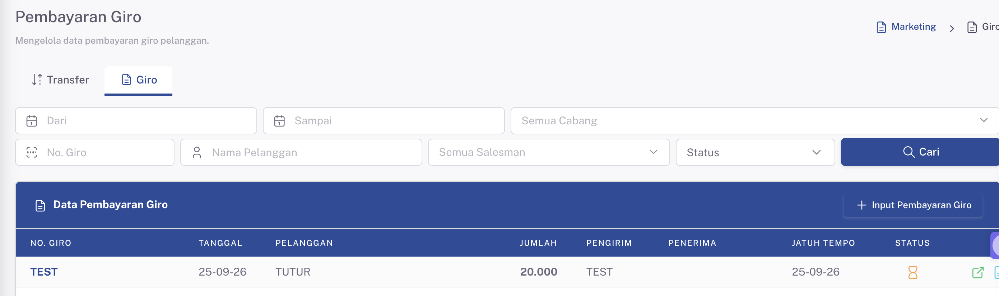 Pembayaran Giro
Mengelola data pembayaran giro pelanggan.
Marketing
Transfer
Giro
Dari
Sampai
Semua Cabang
No. Giro
Nama Pelanggan
Semua Salesman
Status
Cari
Data Pembayaran Giro
Input Pembayaran Giro
NO. GIRO TANGGAL PELANGGAN JUMLAH PENGIRIM PENERIMA JATUH TEMPO STATUS
TEST 25-09-26 TUTUR 20.000 TEST 25-09-26